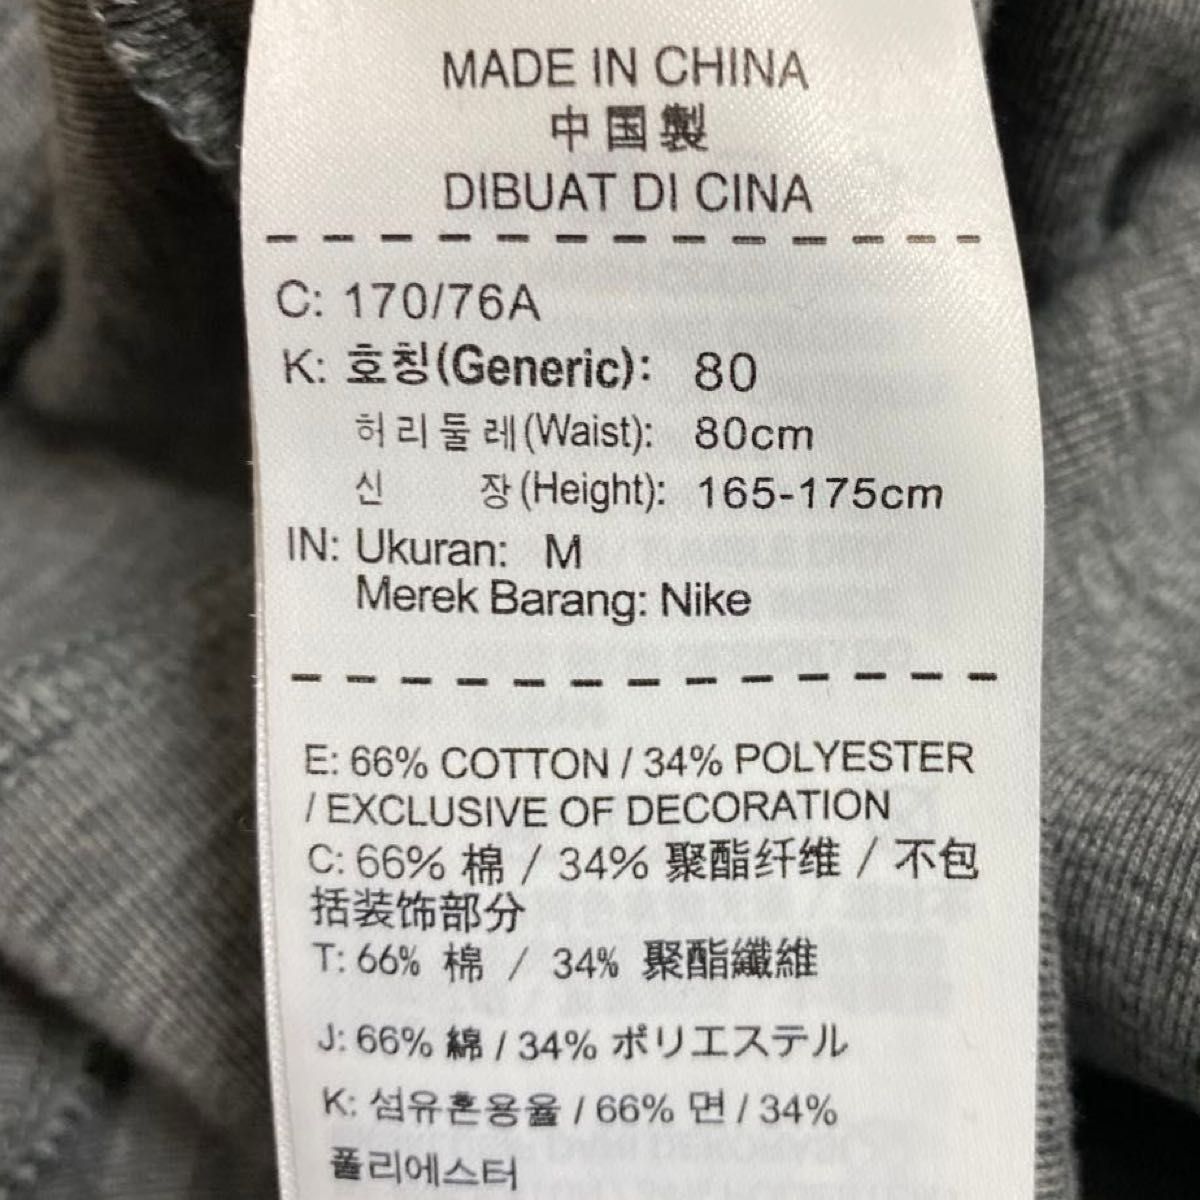 MADE IN CHINA
中国製
DIBUAT DI CINA
C: 170/76A
K: 호칭(Generic): 80
허리둘레(Waist): 80cm
신 장(Height): 165-175cm
IN: Ukuran: M
Merek Barang: Nike
E: 66% COTTON / 34% POLYESTER
/ EXCLUSIVE OF DECORATION
C: 66% 棉 / 34% 聚酯纤维 / 不包
括装饰部分
T: 66% 棉 / 34% 聚酯纖維
J: 66% 綿 / 34% ポリエステル
K: 섬유혼용율 / 66% 면 / 34%
폴리에스터